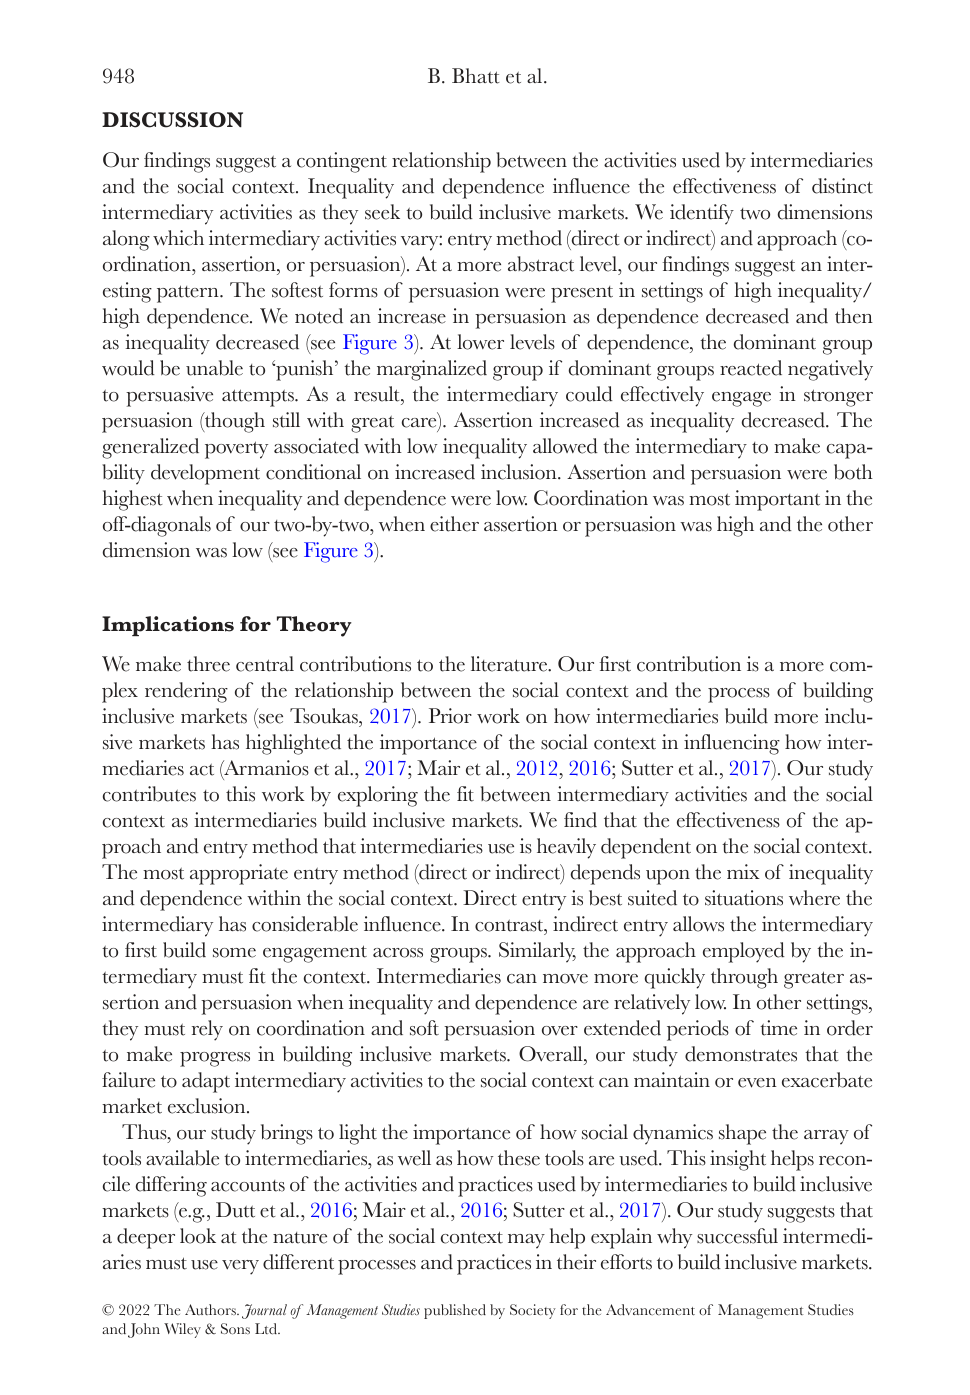 948
B. Bhatt et al.
DISCUSSION
Our findings suggest a contingent relationship between the activities used by intermediaries
and the social context. Inequality and dependence influence the effectiveness of distinct
intermediary activities as they seek to build inclusive markets. We identify two dimensions
along which intermediary activities vary: entry method (direct or indirect) and approach (co-
ordination, assertion, or persuasion). At a more abstract level, our findings suggest an inter-
esting pattern. The softest forms of persuasion were present in settings of high inequality/
high dependence. We noted an increase in persuasion as dependence decreased and then
as inequality decreased (see Figure 3). At lower levels of dependence, the dominant group
would be unable to ‘punish’ the marginalized group if dominant groups reacted negatively
to persuasive attempts. As a result, the intermediary could effectively engage in stronger
persuasion (though still with great care). Assertion increased as inequality decreased. The
generalized poverty associated with low inequality allowed the intermediary to make capa-
bility development conditional on increased inclusion. Assertion and persuasion were both
highest when inequality and dependence were low. Coordination was most important in the
off-diagonals of our two-by-two, when either assertion or persuasion was high and the other
dimension was low (see Figure 3).
Implications for Theory
We make three central contributions to the literature. Our first contribution is a more com-
plex rendering of the relationship between the social context and the process of building
inclusive markets (see Tsoukas, 2017). Prior work on how intermediaries build more inclu-
sive markets has highlighted the importance of the social context in influencing how inter-
mediaries act (Armanios et al., 2017; Mair et al., 2012, 2016; Sutter et al., 2017). Our study
contributes to this work by exploring the fit between intermediary activities and the social
context as intermediaries build inclusive markets. We find that the effectiveness of the ap-
proach and entry method that intermediaries use is heavily dependent on the social context.
The most appropriate entry method (direct or indirect) depends upon the mix of inequality
and dependence within the social context. Direct entry is best suited to situations where the
intermediary has considerable influence. In contrast, indirect entry allows the intermediary
to first build some engagement across groups. Similarly, the approach employed by the in-
termediary must fit the context. Intermediaries can move more quickly through greater as-
sertion and persuasion when inequality and dependence are relatively low. In other settings,
they must rely on coordination and soft persuasion over extended periods of time in order
to make progress in building inclusive markets. Overall, our study demonstrates that the
failure to adapt intermediary activities to the social context can maintain or even exacerbate
market exclusion.
Thus, our study brings to light the importance of how social dynamics shape the array of
tools available to intermediaries, as well as how these tools are used. This insight helps recon-
cile differing accounts of the activities and practices used by intermediaries to build inclusive
markets (e.g., Dutt et al., 2016; Mair et al., 2016; Sutter et al., 2017). Our study suggests that
a deeper look at the nature of the social context may help explain why successful intermedi-
aries must use very different processes and practices in their efforts to build inclusive markets.
© 2022 The Authors. Journal of Management Studies published by Society for the Advancement of Management Studies
and John Wiley & Sons Ltd.